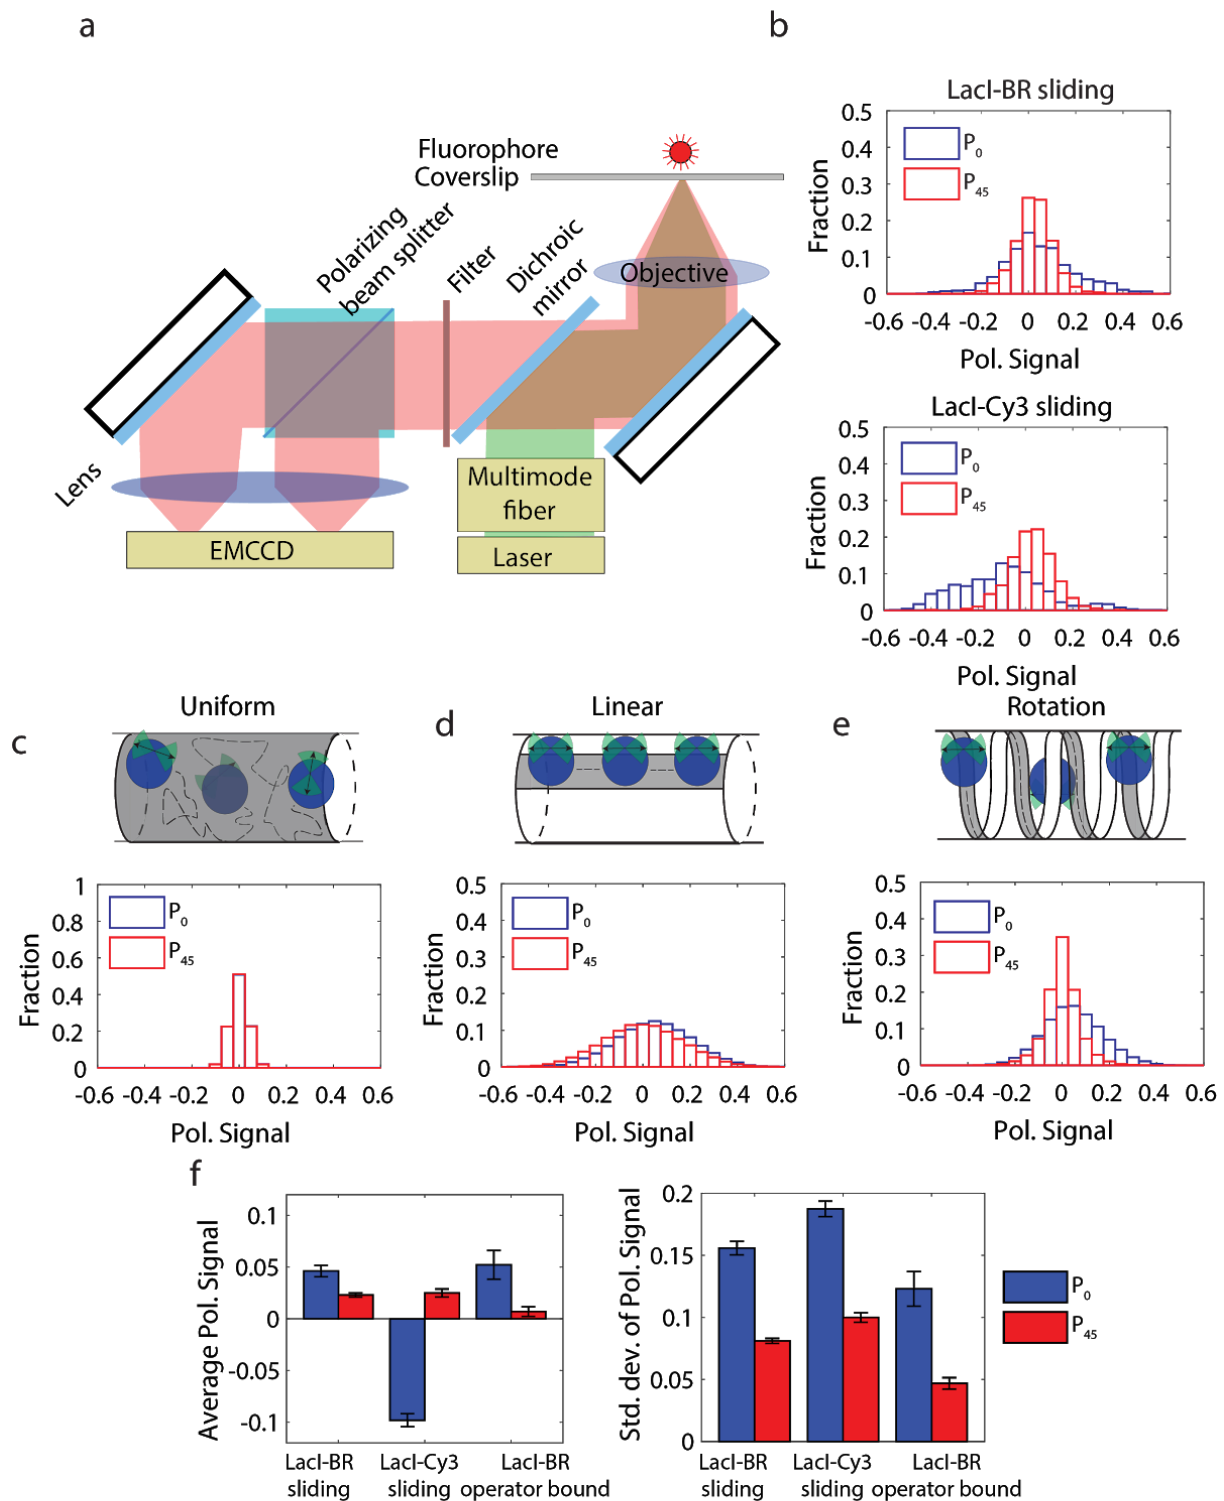 a
Fluorophore
Coverslip
Polarizing
beam splitter
Filter
Dichroic
mirror
Objective
Lens
Multimode
fiber
EMCCD
Laser
b
LacI-BR sliding
0.5
0.4
0.3
0.2
0.1
0
Fraction
P0
P45
-0.6 -0.4 -0.2 0 0.2 0.4 0.6
Pol. Signal
LacI-Cy3 sliding
0.5
0.4
0.3
0.2
0.1
0
Fraction
P0
P45
-0.6 -0.4 -0.2 0 0.2 0.4 0.6
Pol. Signal
c
Uniform
1
0.8
0.6
0.4
0.2
0
Fraction
P0
P45
-0.6 -0.4 -0.2 0 0.2 0.4 0.6
Pol. Signal
d
Linear
0.5
0.4
0.3
0.2
0.1
0
Fraction
P0
P45
-0.6 -0.4 -0.2 0 0.2 0.4 0.6
Pol. Signal
e
Rotation
0.5
0.4
0.3
0.2
0.1
0
Fraction
P0
P45
-0.6 -0.4 -0.2 0 0.2 0.4 0.6
Pol. Signal
f
0.1
0.05
0
-0.05
-0.1
Average Pol. Signal
LacI-BR
sliding
LacI-Cy3
sliding
LacI-BR
operator bound
0.2
0.15
0.1
0.05
0
Std. dev. of Pol. Signal
LacI-BR
sliding
LacI-Cy3
sliding
LacI-BR
operator bound
P0
P45